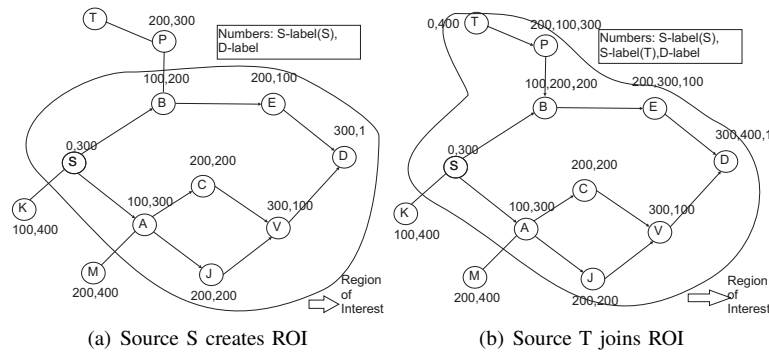 T
200,300
P
Numbers: S-label(S),
D-label
100,200
B
200,100
E
300,1
D
0,300
S
200,200
C
K
100,400
100,300
A
300,100
V
M
200,400
J
200,200
Region
of
Interest
(a) Source S creates ROI
0,400
T
200,100,300
P
Numbers: S-label(S),
S-label(T),D-label
100,200,200
B
200,300,100
E
300,400,1
D
0,300
S
200,200
C
K
100,400
100,300
A
300,100
V
M
200,400
J
200,200
Region
of
Interest
(b) Source T joins ROI